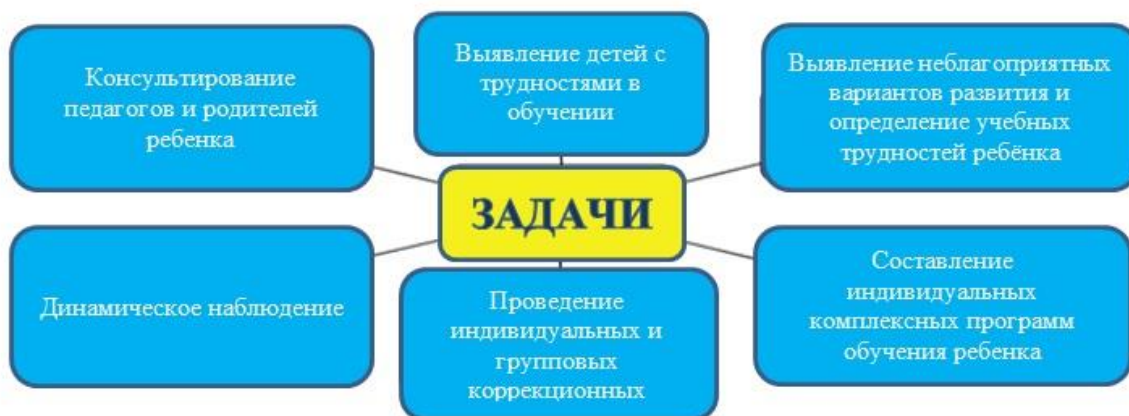 Консультирование
педагогов и родителей
ребенка
Выявление детей с
трудностями в
обучении
Выявление неблагоприятных
вариантов развития и
определение учебных
трудностей ребёнка
ЗАДАЧИ
Динамическое наблюдение
Проведение
индивидуальных и
групповых
коррекционных
Составление
индивидуальных
комплексных программ
обучения ребенка